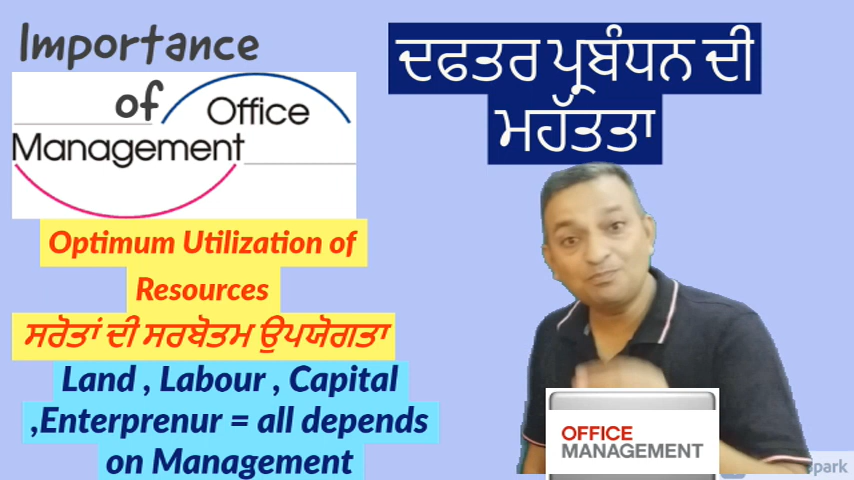 Importance
of Office
Management
ਦਫਤਰ ਪ੍ਰਬੰਧਨ ਦੀ
ਮਹੱਤਤਾ
Optimum Utilization of
Resources
ਸਰੋਤਾਂ ਦੀ ਸਰਬੋਤਮ ਉਪਯੋਗਤਾ
Land , Labour , Capital
,Enterprenur = all depends
on Management
OFFICE
MANAGEMENT